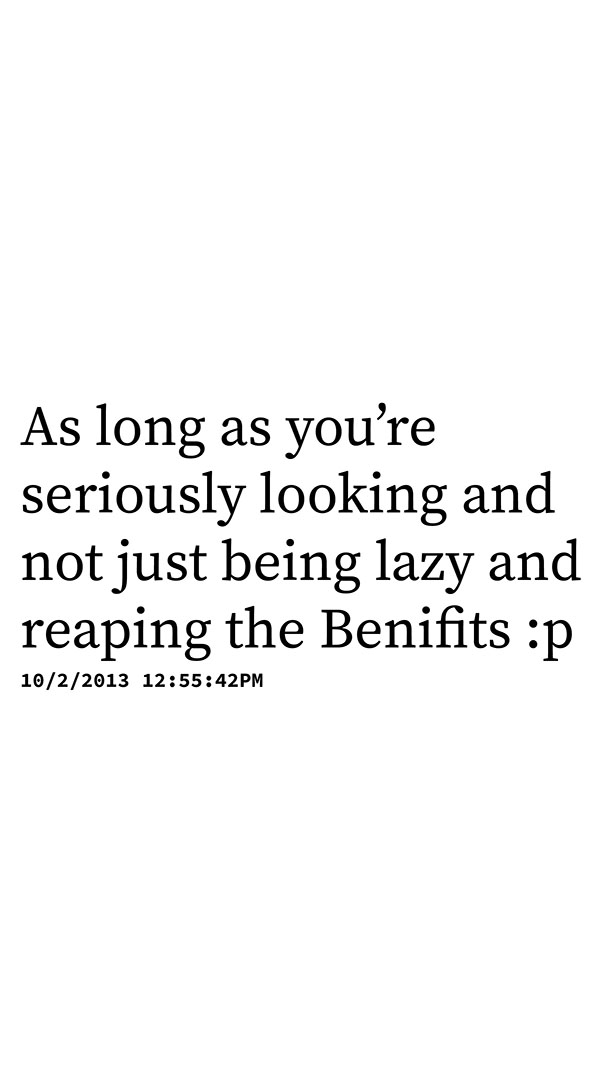 As long as you’re
seriously looking and
not just being lazy and
reaping the Benifits :p
10/2/2013 12:55:42PM